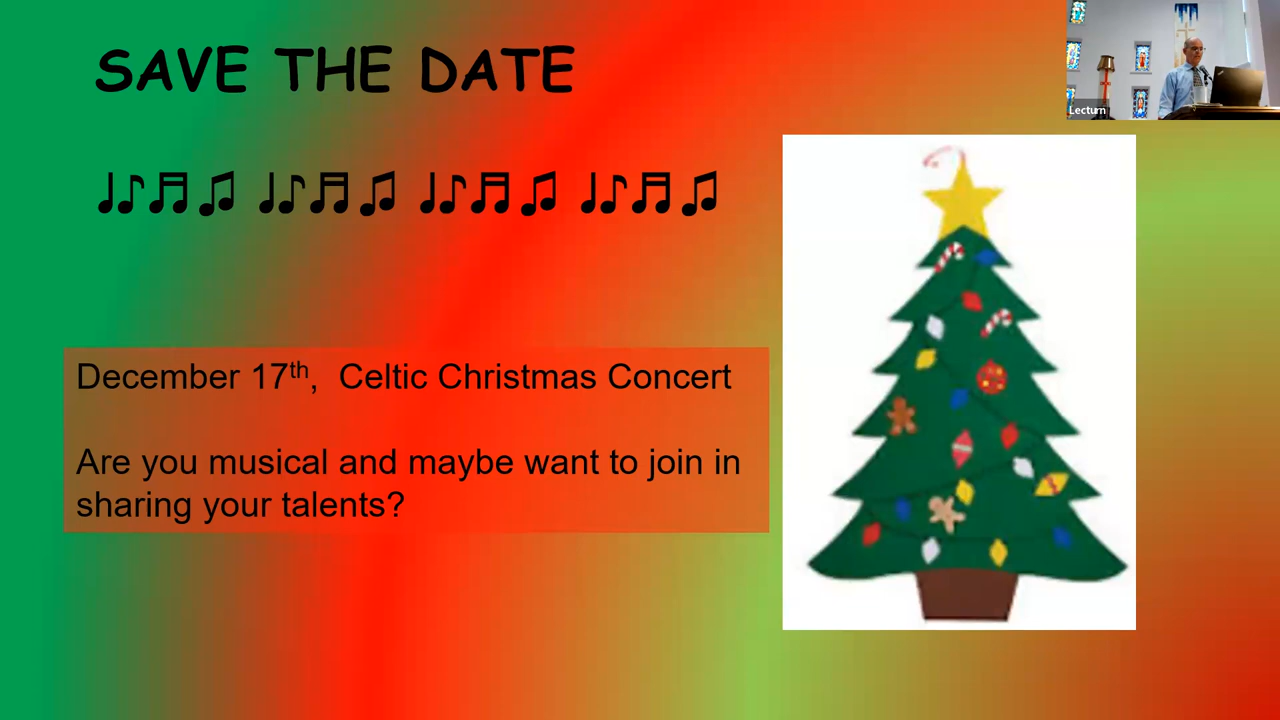 SAVE THE DATE
♩♪♬♫ ♩♪♬♫ ♩♪♬♫ ♩♪♬♫
December 17th, Celtic Christmas Concert
Are you musical and maybe want to join in
sharing your talents?
Lecturn